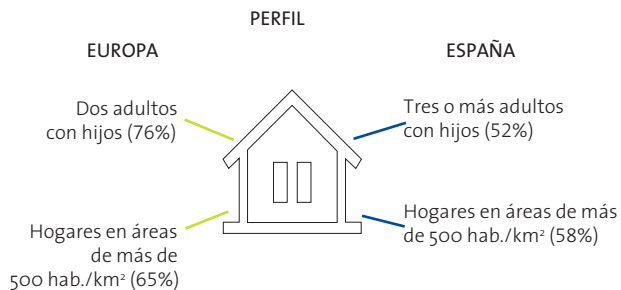 PERFIL
EUROPA
ESPAÑA
Dos adultos
con hijos (76%)
Tres o más adultos
con hijos (52%)
Hogares en áreas
de más de
500 hab./km² (65%)
Hogares en áreas de más
de 500 hab./km² (58%)